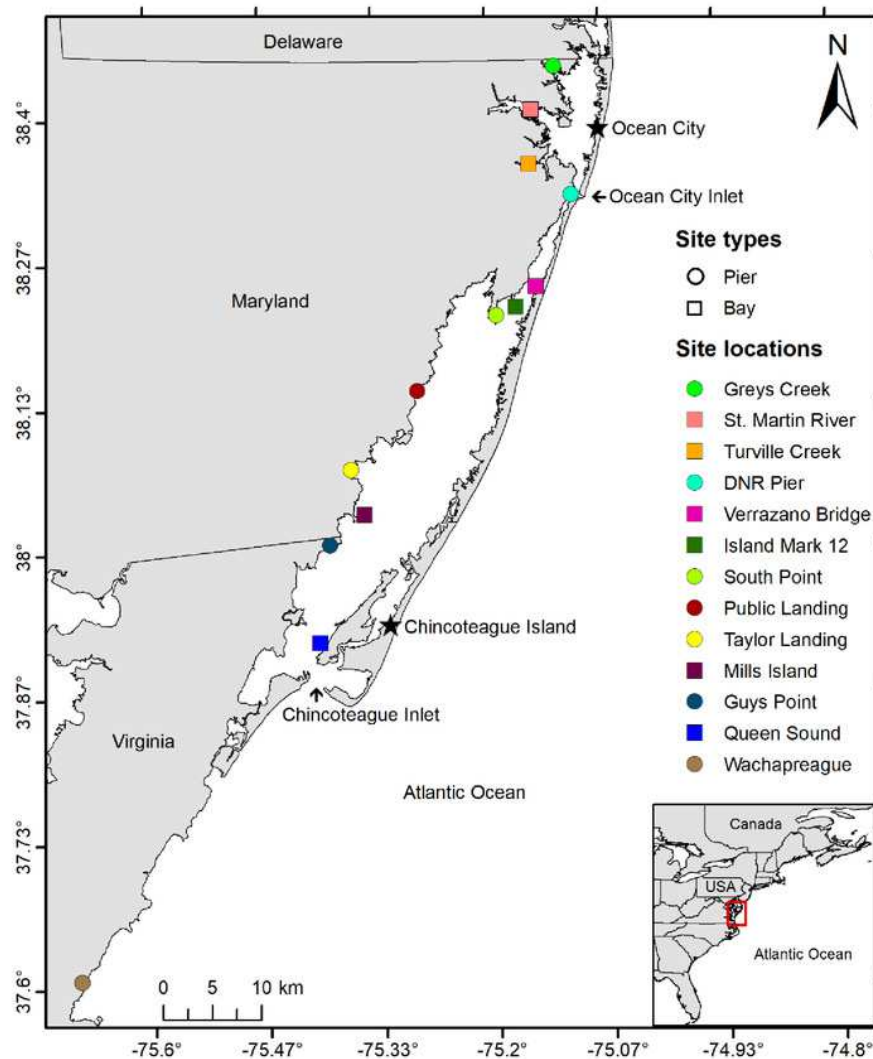 Delaware
N
38.4°
Ocean City
Ocean City Inlet
Site types
38.27°
Pier
Maryland
Bay
Site locations
Greys Creek
38.13°
St. Martin River
Turville Creek
DNR Pier
Verrazano Bridge
38°
Island Mark 12
South Point
Public Landing
Chincoteague Island
Taylor Landing
Mills Island
37.87°
Guys Point
Chincoteague Inlet
Queen Sound
Virginia
Wachapreague
Atlantic Ocean
Canada
37.73°
USA
Atlantic Ocean
37.6°
0 5 10 km
-75.6° -75.47° -75.33° -75.2° -75.07° -74.93° -74.8°